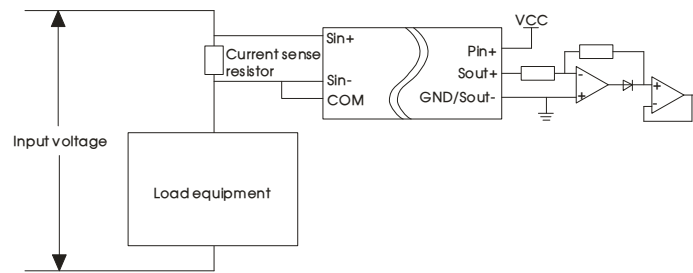 VCC
Sin+
Pin+
Current sense
resistor
Sout+
Sin-
COM
GND/Sout-
-
+
+
-
Input voltage
Load equipment